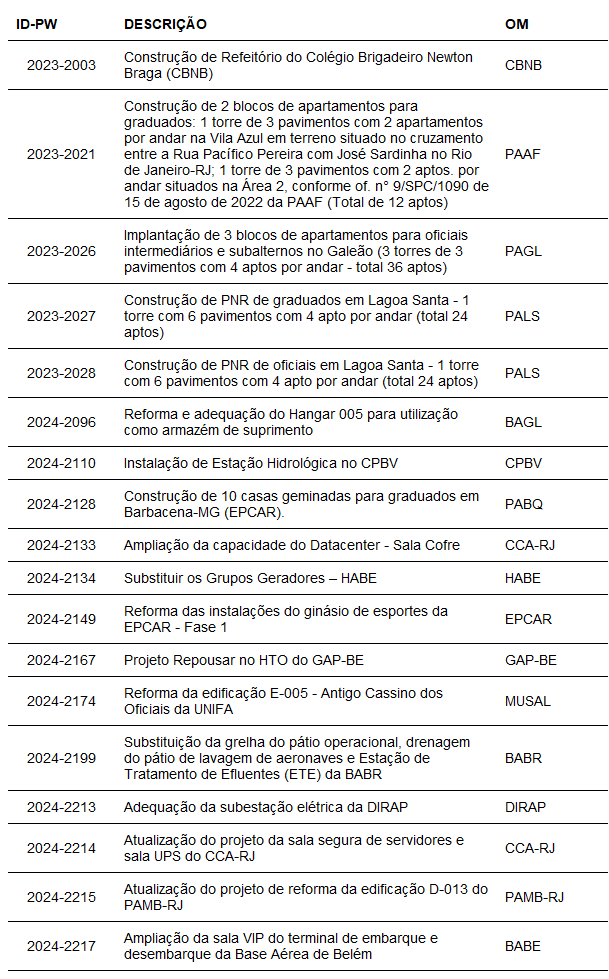 ID-PW DESCRIÇÃO OM
2023-2003 Construção de Refeitório do Colégio Brigadeiro Newton
Braga (CBNB) CBNB
2023-2021 Construção de 2 blocos de apartamentos para
graduados: 1 torre de 3 pavimentos com 2 apartamentos
por andar na Vila Azul em terreno situado no cruzamento
entre a Rua Pacífico Pereira com José Sardinha no Rio
de Janeiro-RJ; 1 torre de 3 pavimentos com 2 aptos. por
andar situados na Área 2, conforme of. n° 9/SPC/1090 de
15 de agosto de 2022 da PAAF (Total de 12 aptos) PAAF
2023-2026 Implantação de 3 blocos de apartamentos para oficiais
intermediários e subalternos no Galeão (3 torres de 3
pavimentos com 4 aptos por andar - total 36 aptos) PAGL
2023-2027 Construção de PNR de graduados em Lagoa Santa - 1
torre com 6 pavimentos com 4 apto por andar (total 24
aptos) PALS
2023-2028 Construção de PNR de oficiais em Lagoa Santa - 1 torre
com 6 pavimentos com 4 apto por andar (total 24 aptos) PALS
2024-2096 Reforma e adequação do Hangar 005 para utilização
como armazém de suprimento BAGL
2024-2110 Instalação de Estação Hidrológica no CPBV CPBV
2024-2128 Construção de 10 casas geminadas para graduados em
Barbacena-MG (EPCAR). PABQ
2024-2133 Ampliação da capacidade do Datacenter - Sala Cofre CCA-RJ
2024-2134 Substituir os Grupos Geradores – HABE HABE
2024-2149 Reforma das instalações do ginásio de esportes da
EPCAR - Fase 1 EPCAR
2024-2167 Projeto Repousar no HTO do GAP-BE GAP-BE
2024-2174 Reforma da edificação E-005 - Antigo Cassino dos
Oficiais da UNIFA MUSAL
2024-2199 Substituição da grelha do pátio operacional, drenagem
do pátio de lavagem de aeronaves e Estação de
Tratamento de Efluentes (ETE) da BABR BABR
2024-2213 Adequação da subestação elétrica da DIRAP DIRAP
2024-2214 Atualização do projeto da sala segura de servidores e
sala UPS do CCA-RJ CCA-RJ
2024-2215 Atualização do projeto de reforma da edificação D-013 do
PAMB-RJ PAMB-RJ
2024-2217 Ampliação da sala VIP do terminal de embarque e
desembarque da Base Aérea de Belém BABE